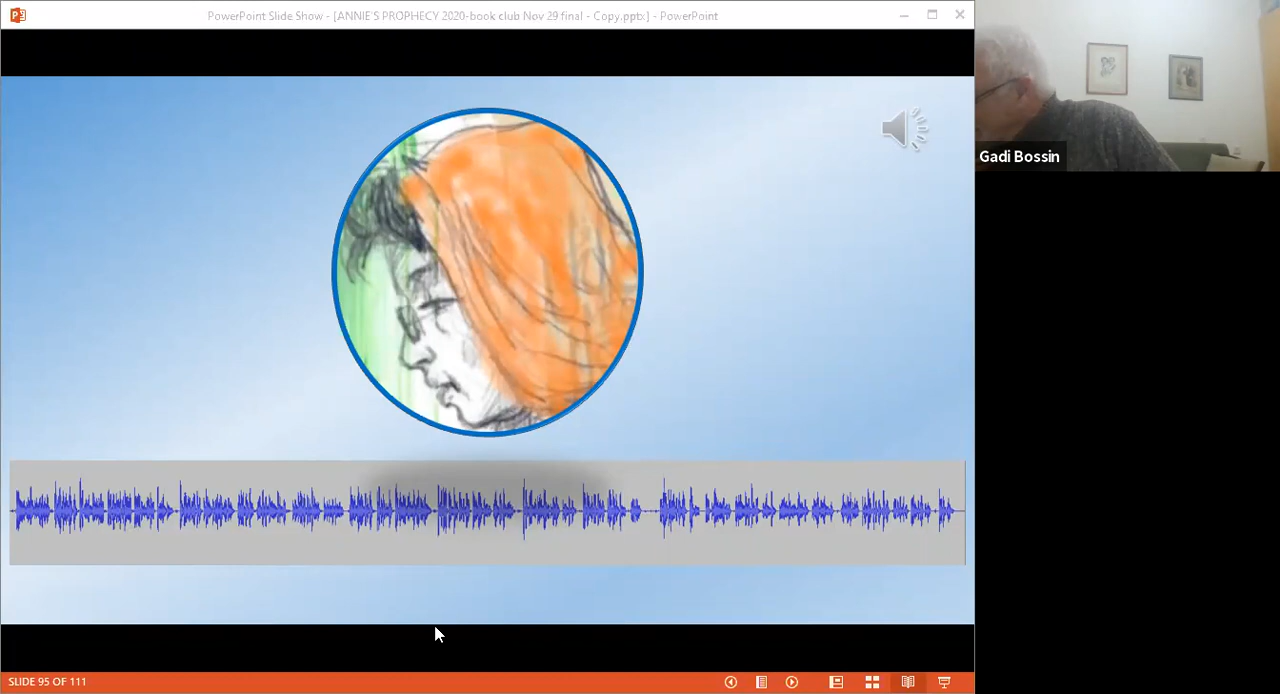 PowerPoint Slide Show - [ANNIE'S PROPHECY 2020-book club Nov 29 final - Copy.pptx] - PowerPoint
Gadi Bossin
SLIDE 95 OF 111